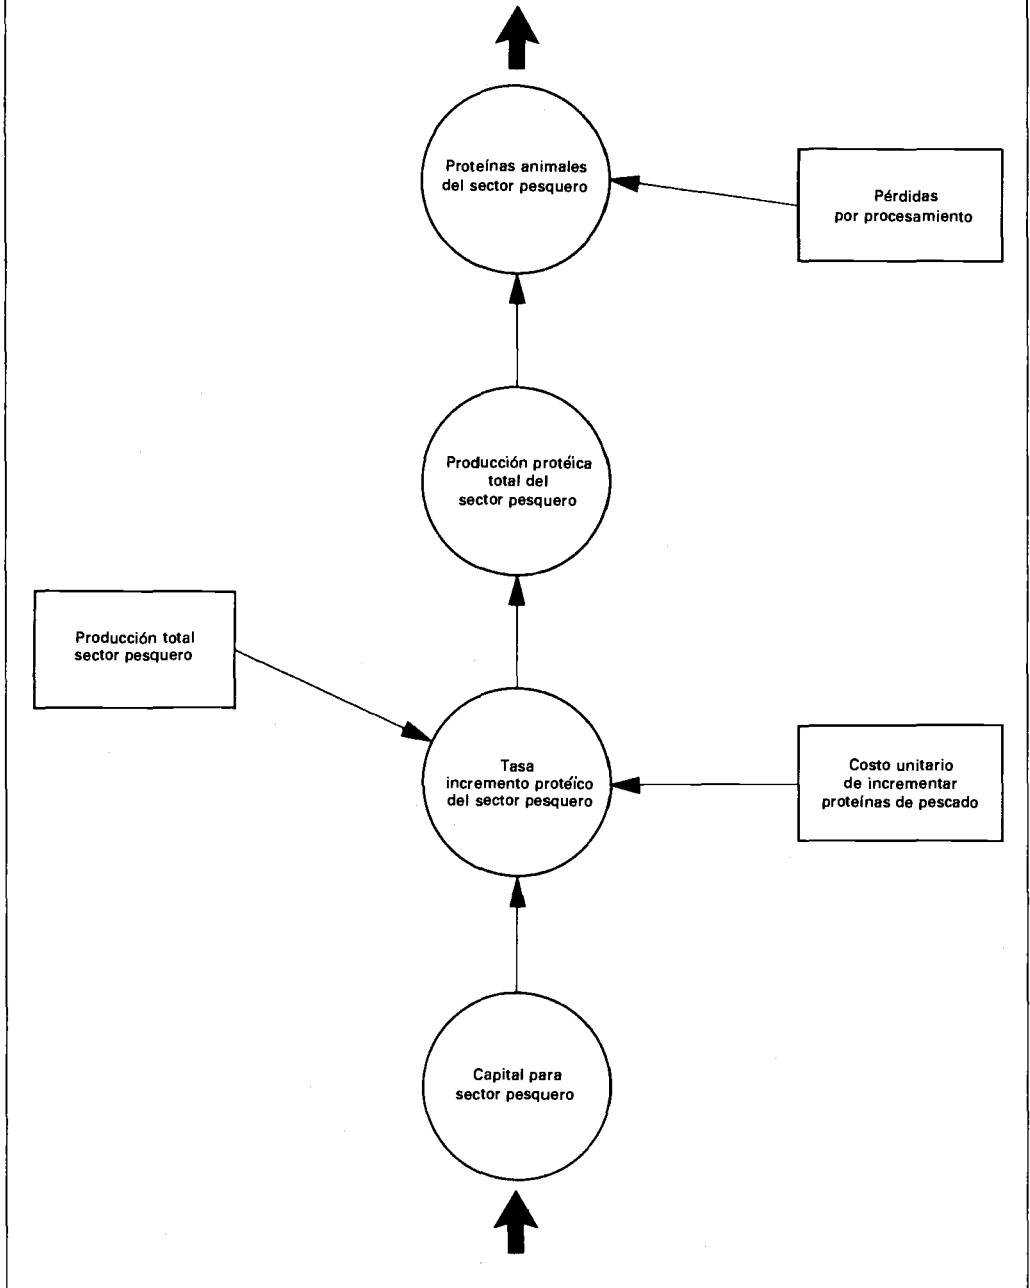 Proteínas animales
del sector pesquero
Pérdidas
por procesamiento
Producción protéica
total del
sector pesquero
Producción total
sector pesquero
Tasa
incremento protéico
del sector pesquero
Costo unitario
de incrementar
proteínas de pescado
Capital para
sector pesquero